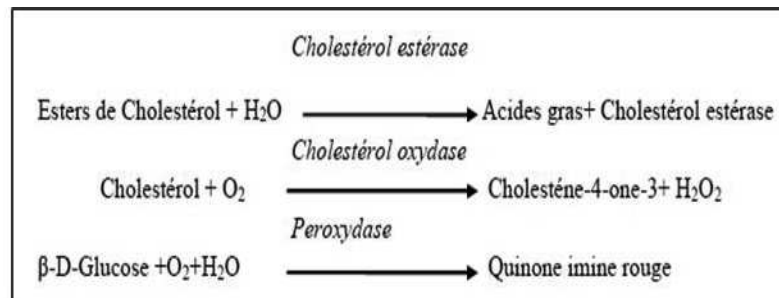 Cholestérol estérase
Esters de Cholestérol + H₂O Acides gras+ Cholestérol estérase
Cholestérol oxydase
Cholestérol + O₂ Cholesténe-4-one-3+ H₂O₂
Peroxydase
β-D-Glucose +O₂+H₂O Quinone imine rouge